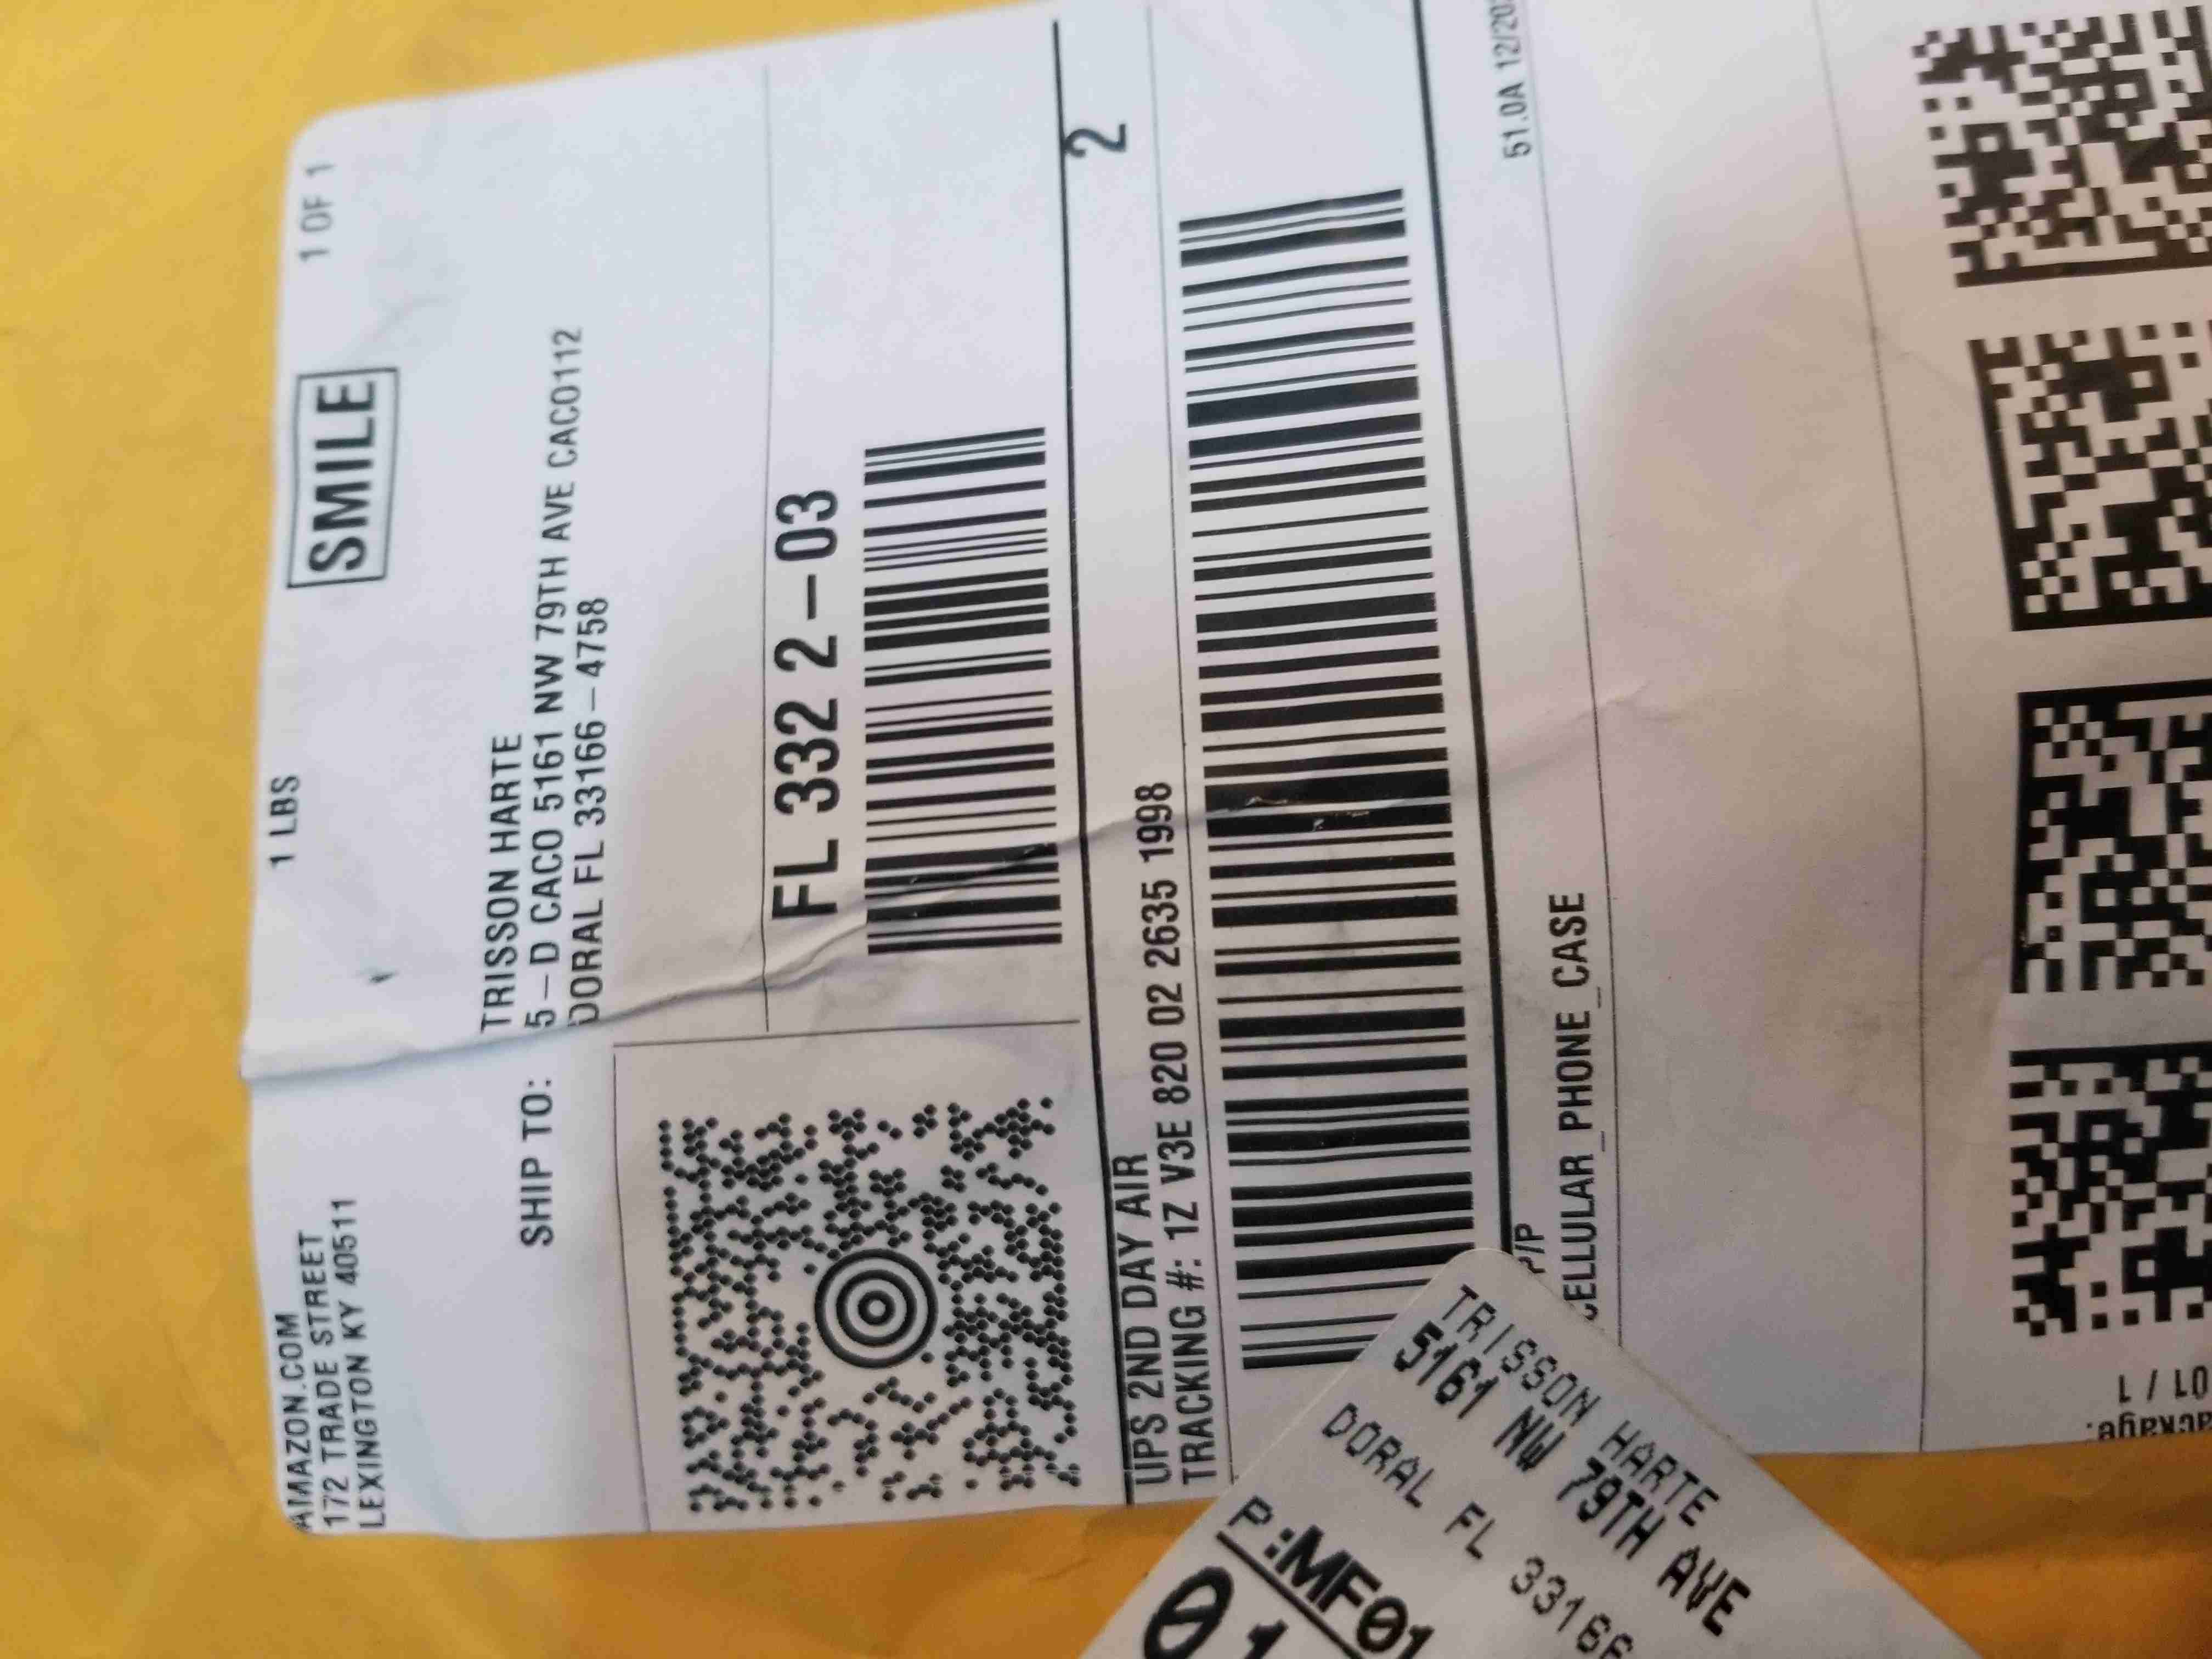 AMAZON.COM
172 TRADE STREET
LEXINGTON KY 40511
1 LBS
1 OF 1
SMILE
SHIP TO:
TRISSON HARTE
5-D CACO 5161 NW 79TH AVE CACO112
DORAL FL 33166-4758
FL 332 2-03
UPS 2ND DAY AIR
2
TRACKING #: 1Z V3E 820 02 2635 1998
P/P
51.0A 12/20
CELLULAR_PHONE_CASE
TRISSON HARTE
5161 NW 79TH AVE
DORAL FL 33166
P:MF01
01